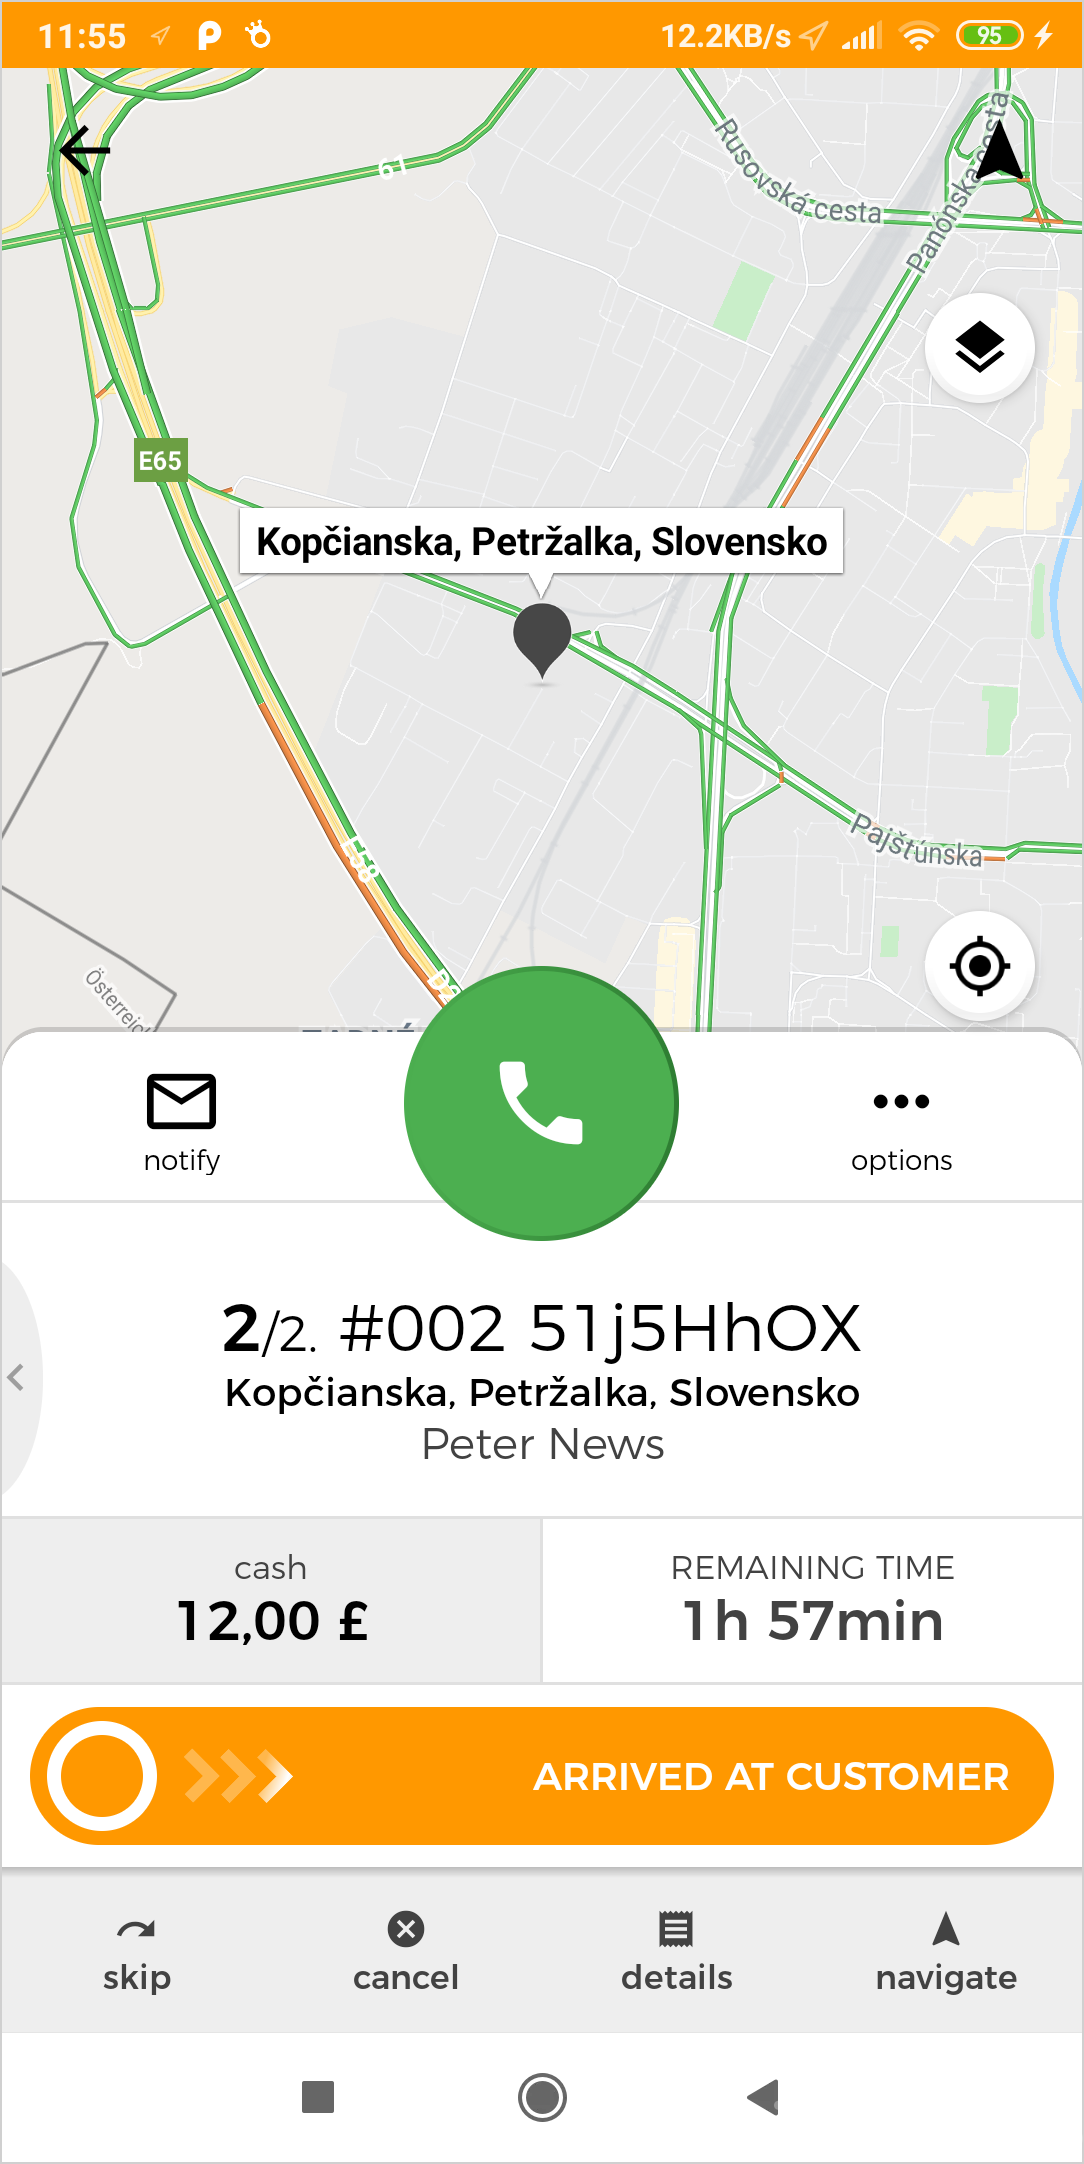 11:55 12.2KB/s 95
61
Rusovská cesta
Panónska cesta
E65
Kopčianska, Petržalka, Slovensko
E58
Pajštúnska
notify
options
2/2. #002 51j5HhOX
Kopčianska, Petržalka, Slovensko
Peter News
cash
12,00 £
REMAINING TIME
1h 57min
ARRIVED AT CUSTOMER
skip
cancel
details
navigate